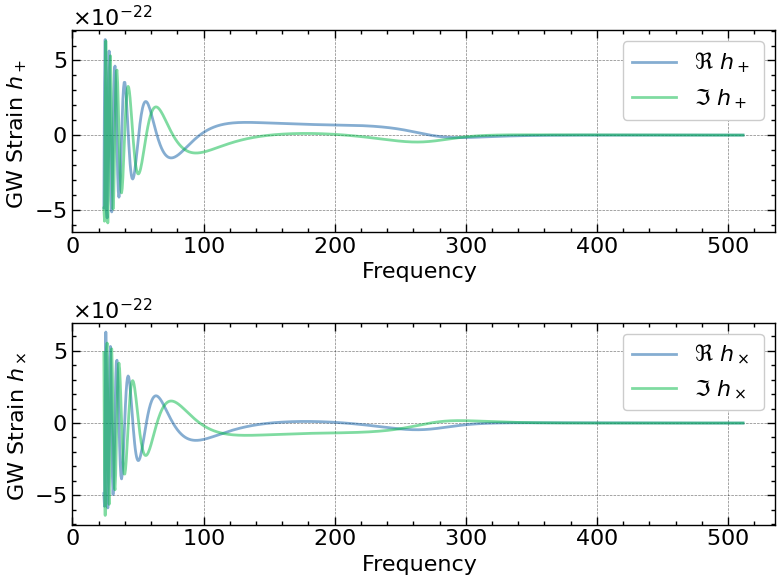 ×10⁻²²
GW Strain h₊
5
0
−5
ℜ h₊
ℑ h₊
0 100 200 300 400 500
Frequency
×10⁻²²
GW Strain h×
5
0
−5
ℜ h×
ℑ h×
0 100 200 300 400 500
Frequency